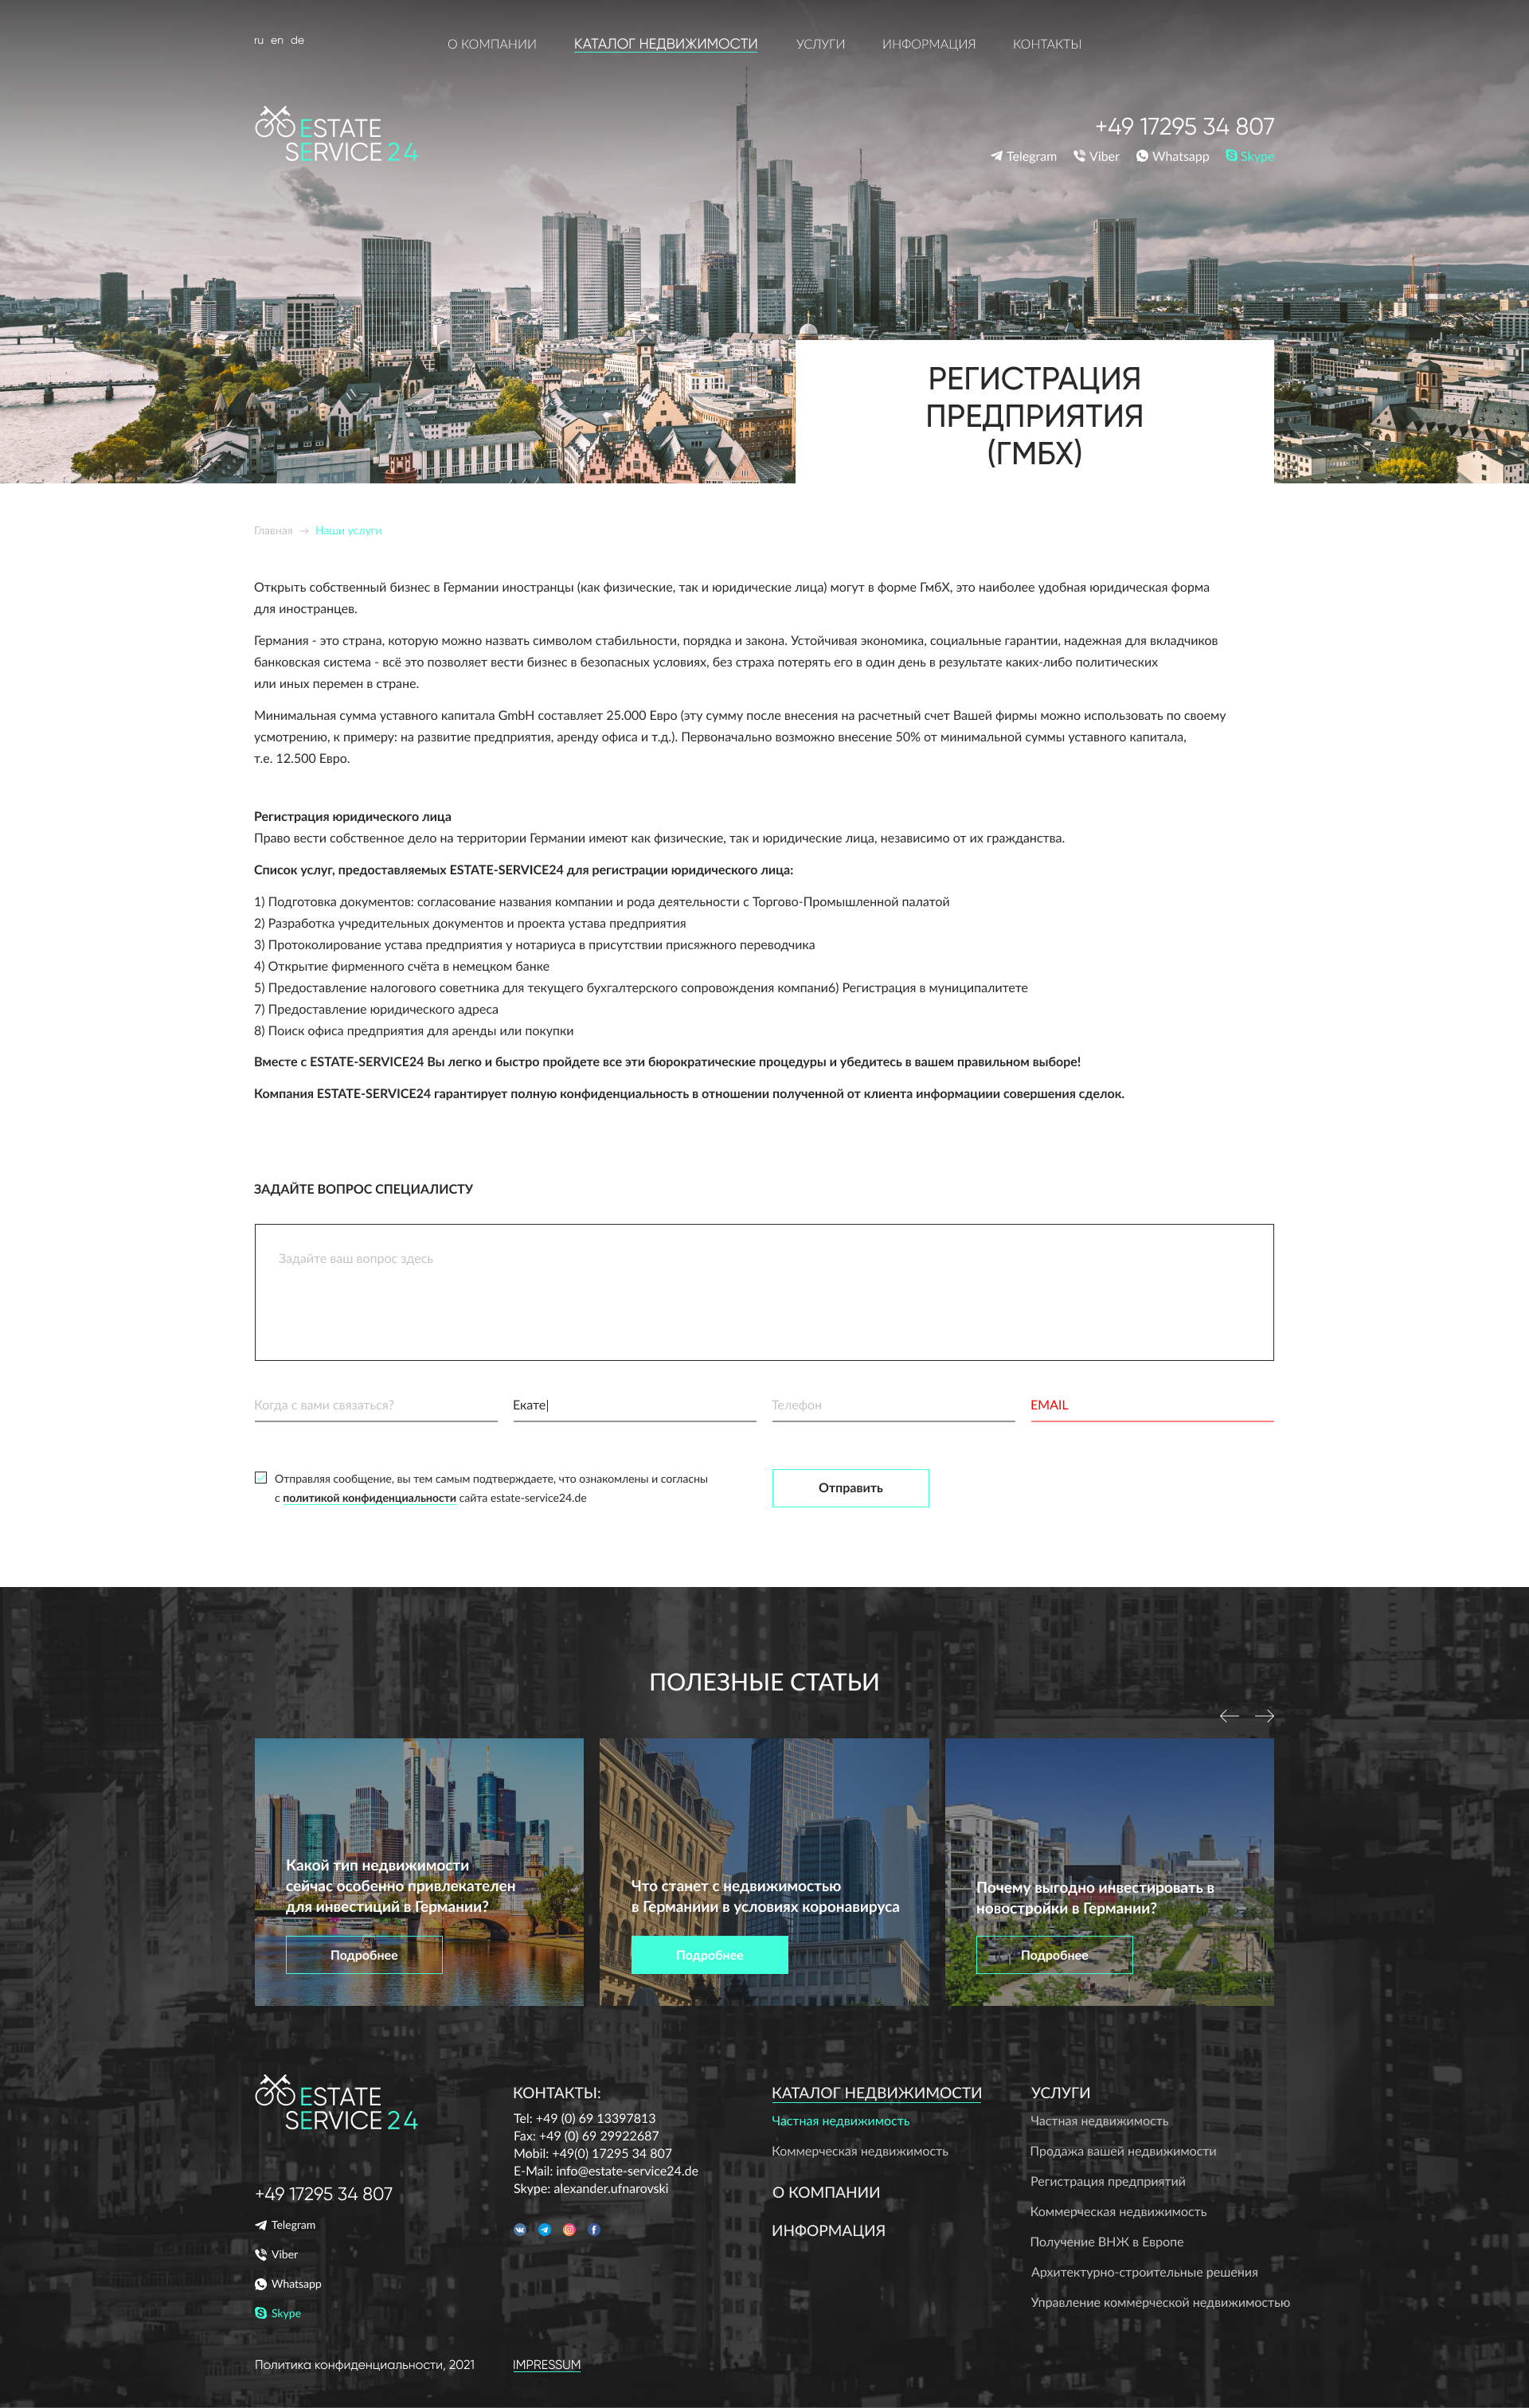 ru en de
О КОМПАНИИ КАТАЛОГ НЕДВИЖИМОСТИ УСЛУГИ ИНФОРМАЦИЯ КОНТАКТЫ
ESTATE
SERVICE 24
+49 17295 34 807
Telegram Viber Whatsapp Skype
РЕГИСТРАЦИЯ
ПРЕДПРИЯТИЯ
(ГМБХ)
Главная → Наши услуги
Открыть собственный бизнес в Германии иностранцы (как физические, так и юридические лица) могут в форме ГмбХ, это наиболее удобная юридическая форма
для иностранцев.
Германия - это страна, которую можно назвать символом стабильности, порядка и закона. Устойчивая экономика, социальные гарантии, надежная для вкладчиков
банковская система - всё это позволяет вести бизнес в безопасных условиях, без страха потерять его в один день в результате каких-либо политических
или иных перемен в стране.
Минимальная сумма уставного капитала GmbH составляет 25.000 Евро (эту сумму после внесения на расчетный счет Вашей фирмы можно использовать по своему
усмотрению, к примеру: на развитие предприятия, аренду офиса и т.д.). Первоначально возможно внесение 50% от минимальной суммы уставного капитала,
т.е. 12.500 Евро.
Регистрация юридического лица
Право вести собственное дело на территории Германии имеют как физические, так и юридические лица, независимо от их гражданства.
Список услуг, предоставляемых ESTATE-SERVICE24 для регистрации юридического лица:
1) Подготовка документов: согласование названия компании и рода деятельности с Торгово-Промышленной палатой
2) Разработка учредительных документов и проекта устава предприятия
3) Протоколирование устава предприятия у нотариуса в присутствии присяжного переводчика
4) Открытие фирменного счёта в немецком банке
5) Предоставление налогового советника для текущего бухгалтерского сопровождения компани6) Регистрация в муниципалитете
7) Предоставление юридического адреса
8) Поиск офиса предприятия для аренды или покупки
Вместе с ESTATE-SERVICE24 Вы легко и быстро пройдете все эти бюрократические процедуры и убедитесь в вашем правильном выборе!
Компания ESTATE-SERVICE24 гарантирует полную конфиденциальность в отношении полученной от клиента информациии совершения сделок.
ЗАДАЙТЕ ВОПРОС СПЕЦИАЛИСТУ
Задайте ваш вопрос здесь
Когда с вами связаться? Екате| Телефон EMAIL
Отправляя сообщение, вы тем самым подтверждаете, что ознакомлены и согласны
с политикой конфиденциальности сайта estate-service24.de
Отправить
ПОЛЕЗНЫЕ СТАТЬИ
Какой тип недвижимости
сейчас особенно привлекателен
для инвестиций в Германии?
Подробнее
Что станет с недвижимостью
в Германиии в условиях коронавируса
Подробнее
Почему выгодно инвестировать в
новостройки в Германии?
Подробнее
ESTATE
SERVICE 24
+49 17295 34 807
Telegram
Viber
Whatsapp
Skype
КОНТАКТЫ:
Tel: +49 (0) 69 13397813
Fax: +49 (0) 69 29922687
Mobil: +49(0) 17295 34 807
E-Mail: info@estate-service24.de
Skype: alexander.ufnarovski
КАТАЛОГ НЕДВИЖИМОСТИ
Частная недвижимость
Коммерческая недвижимость
О КОМПАНИИ
ИНФОРМАЦИЯ
УСЛУГИ
Частная недвижимость
Продажа вашей недвижимости
Регистрация предприятий
Коммерческая недвижимость
Получение ВНЖ в Европе
Архитектурно-строительные решения
Управление коммерческой недвижимостью
Политика конфиденциальности, 2021
IMPRESSUM